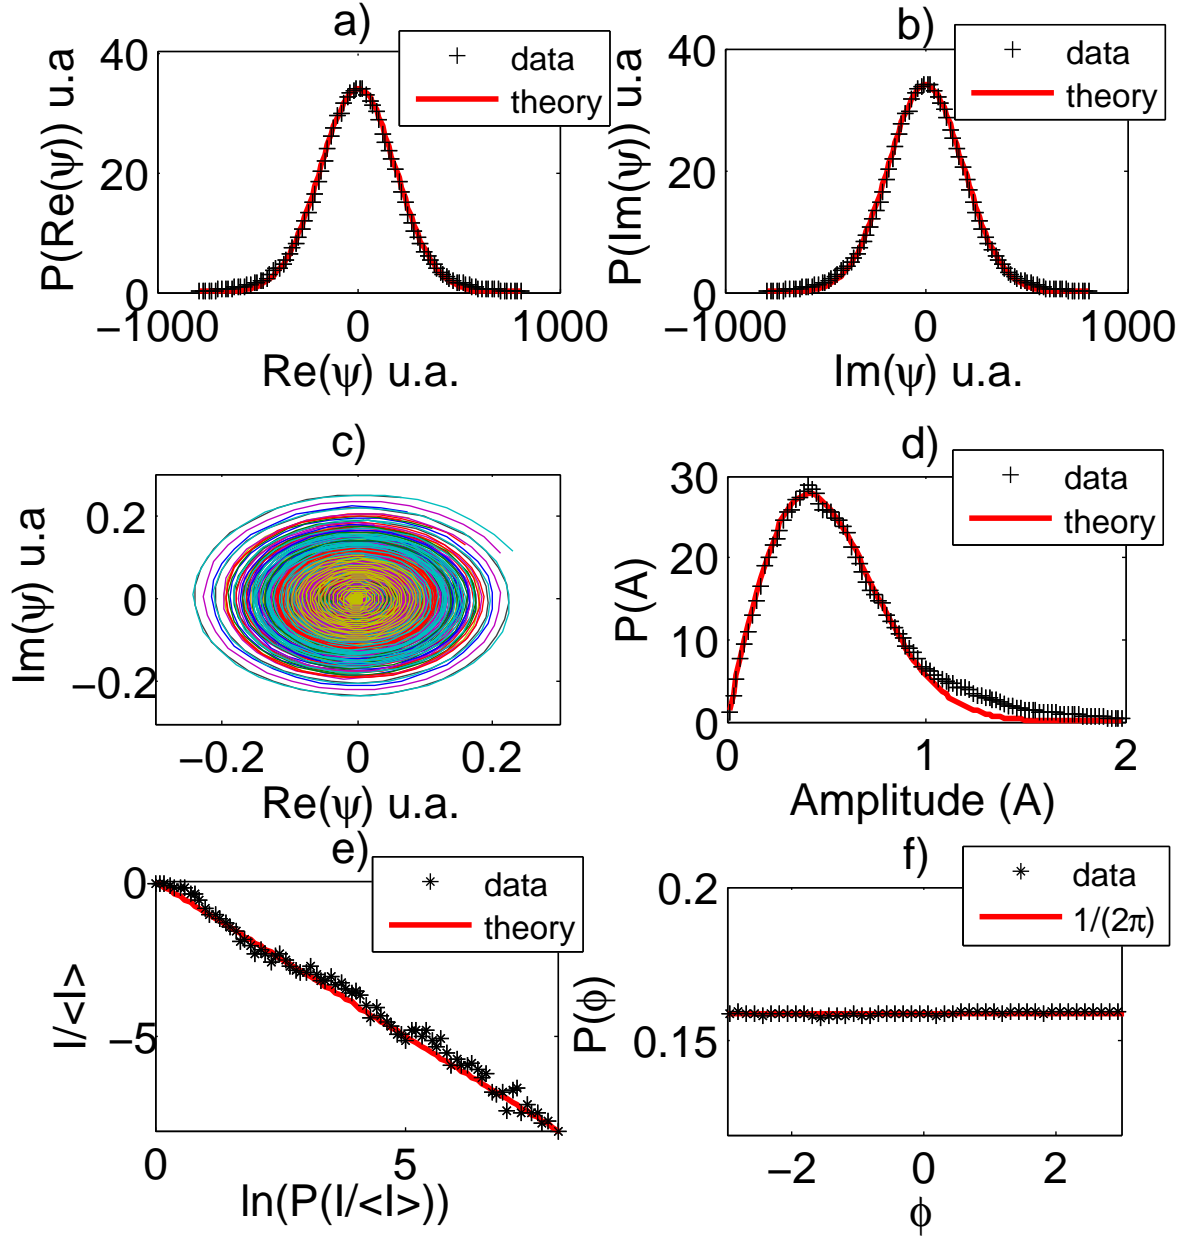 a)
data
theory
P(Re(ψ)) u.a
40
20
0
−1000
0
1000
Re(ψ) u.a.
b)
data
theory
P(Im(ψ)) u.a
40
20
0
−1000
0
1000
Im(ψ) u.a.
c)
Im(ψ) u.a
0.2
0
−0.2
−0.2
0
0.2
Re(ψ) u.a.
d)
data
theory
P(A)
30
20
10
0
0
1
2
Amplitude (A)
e)
data
theory
I/<I>
0
−5
0
5
ln(P(I/<I>))
f)
data
1/(2π)
P(ϕ)
0.2
0.15
−2
0
2
ϕ